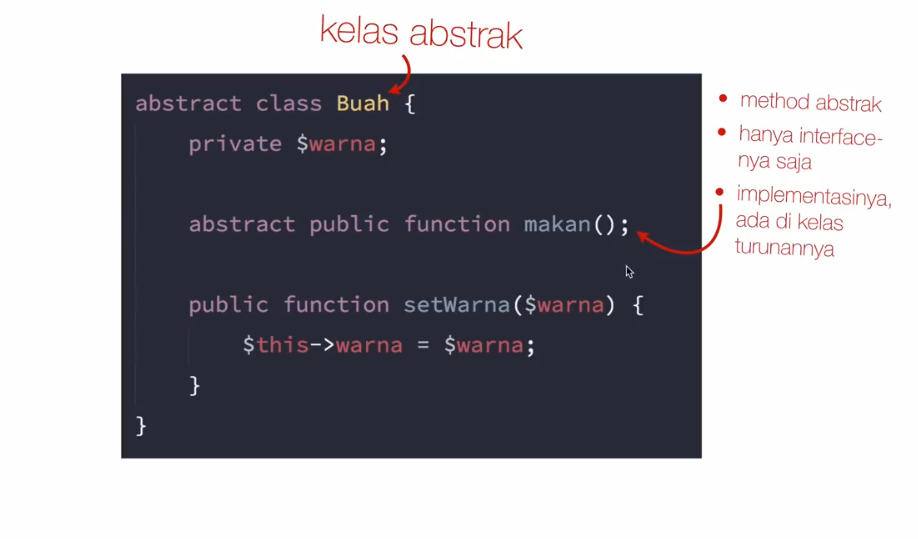 kelas abstrak
abstract class Buah {
private $warna;
abstract public function makan();
public function setWarna($warna) {
$this->warna = $warna;
}
}
• method abstrak
• hanya interface-
nya saja
• implementasinya,
ada di kelas
turunannya